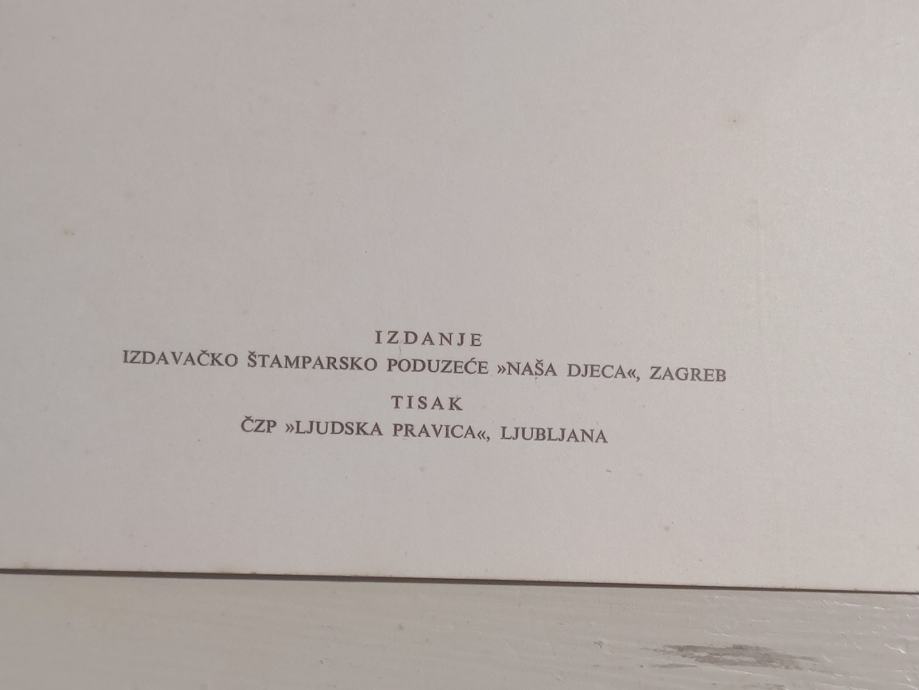 IZDANJE
IZDAVAČKO ŠTAMPARSKO PODUZEĆE »NAŠA DJECA«, ZAGREB
TISAK
ČZP »LJUDSKA PRAVICA«, LJUBLJANA